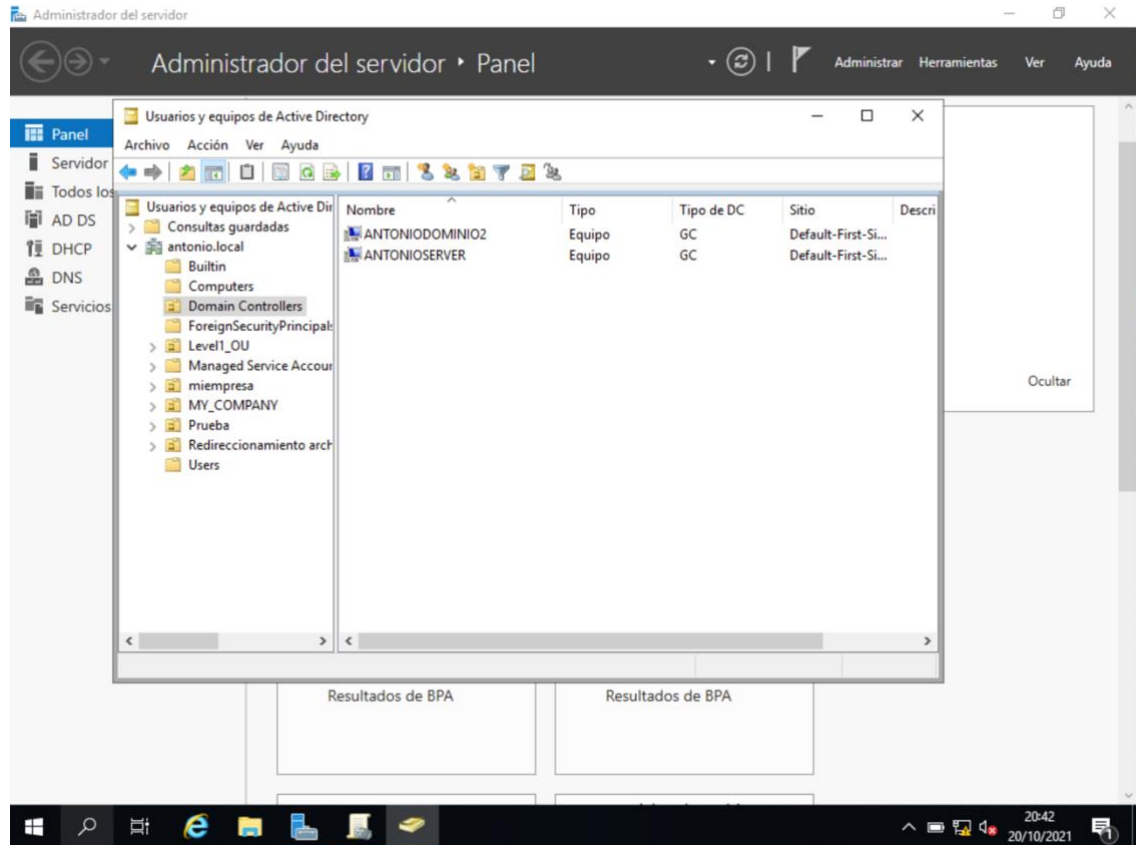 Administrador del servidor
Administrador del servidor • Panel
Administrar Herramientas Ver Ayuda
Panel
Servidor
Todos los
AD DS
DHCP
DNS
Servicios
Usuarios y equipos de Active Directory
Archivo Acción Ver Ayuda
Usuarios y equipos de Active Dir
Consultas guardadas
antonio.local
Builtin
Computers
Domain Controllers
ForeignSecurityPrincipals
Level1_OU
Managed Service Accour
miempresa
MY_COMPANY
Prueba
Redireccionamiento arch
Users
Nombre Tipo Tipo de DC Sitio Descri
ANTONIODOMINIO2 Equipo GC Default-First-Si...
ANTONIOSERVER Equipo GC Default-First-Si...
Ocultar
Resultados de BPA Resultados de BPA
20:42
20/10/2021
1